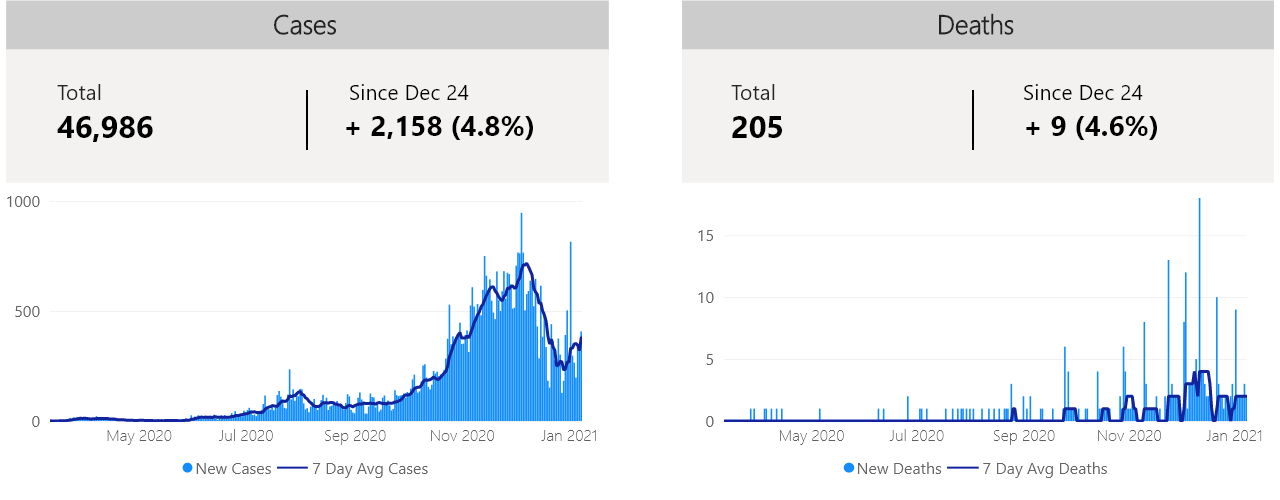 Cases
Total
46,986
Since Dec 24
+ 2,158 (4.8%)
1000
500
0
May 2020 Jul 2020 Sep 2020 Nov 2020 Jan 2021
New Cases 7 Day Avg Cases
Deaths
Total
205
Since Dec 24
+ 9 (4.6%)
15
10
5
0
May 2020 Jul 2020 Sep 2020 Nov 2020 Jan 2021
New Deaths 7 Day Avg Deaths